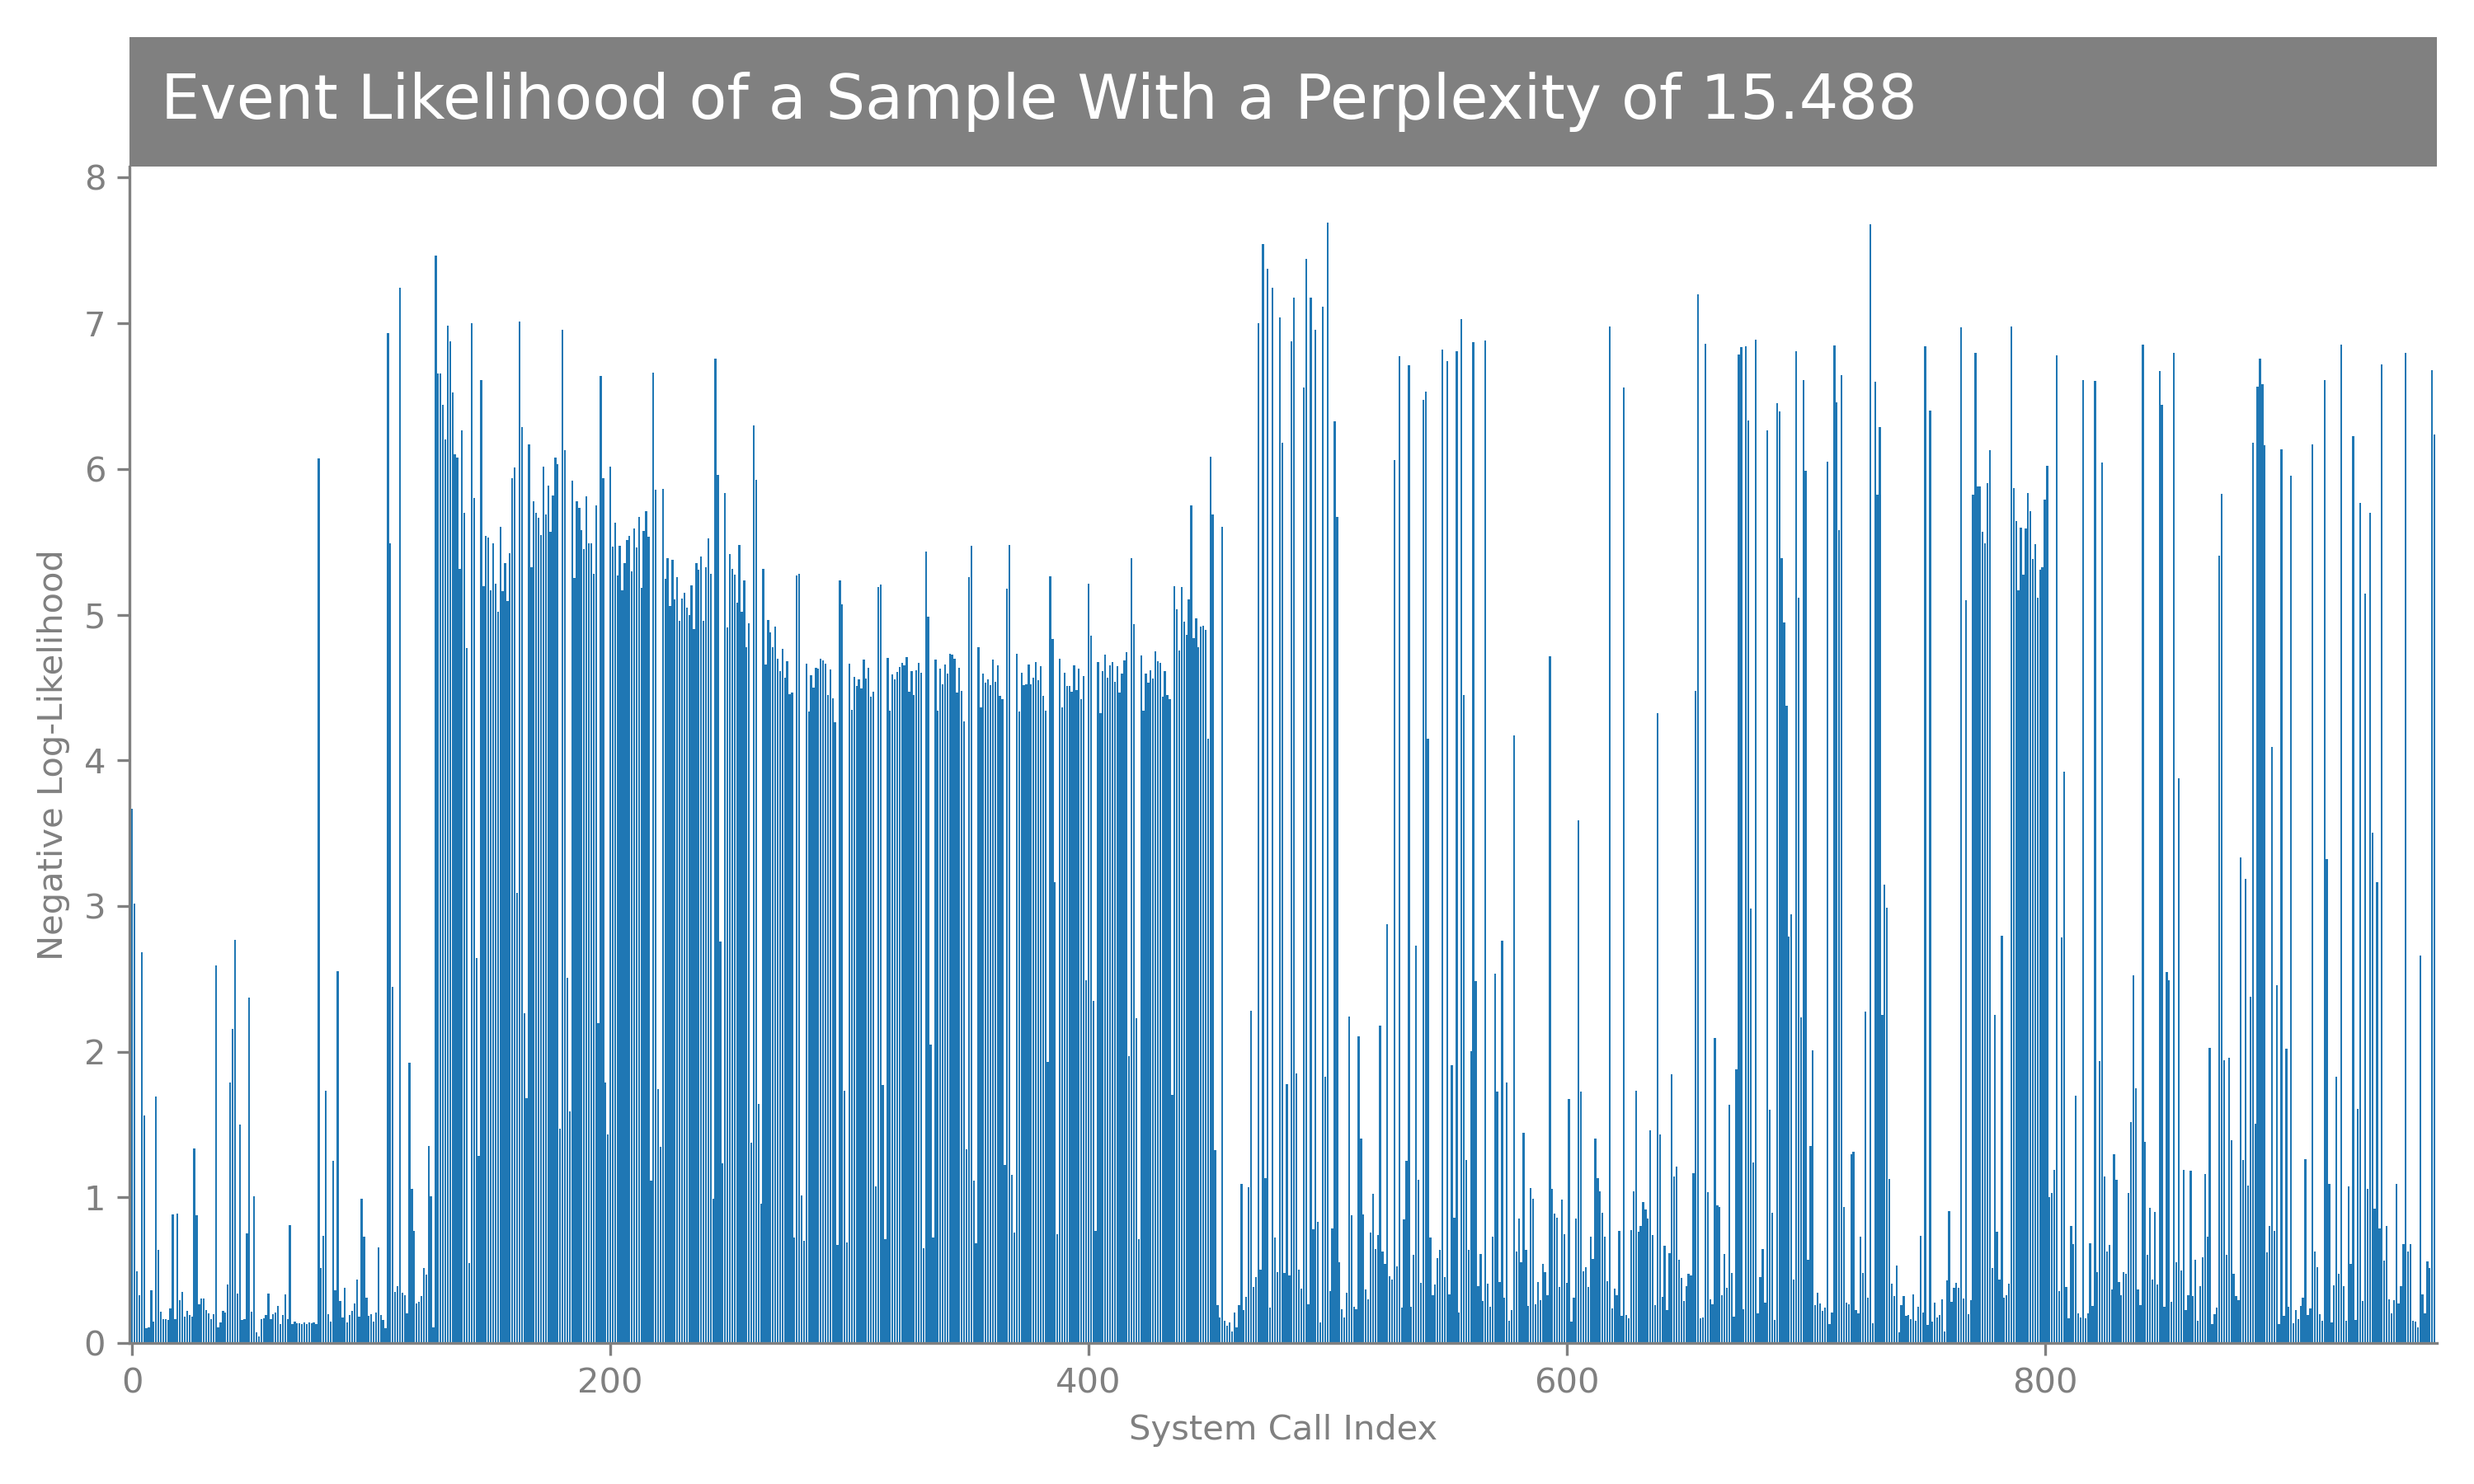 Event Likelihood of a Sample With a Perplexity of 15.488
8
7
6
5
4
3
2
1
0
Negative Log-Likelihood
0 200 400 600 800
System Call Index